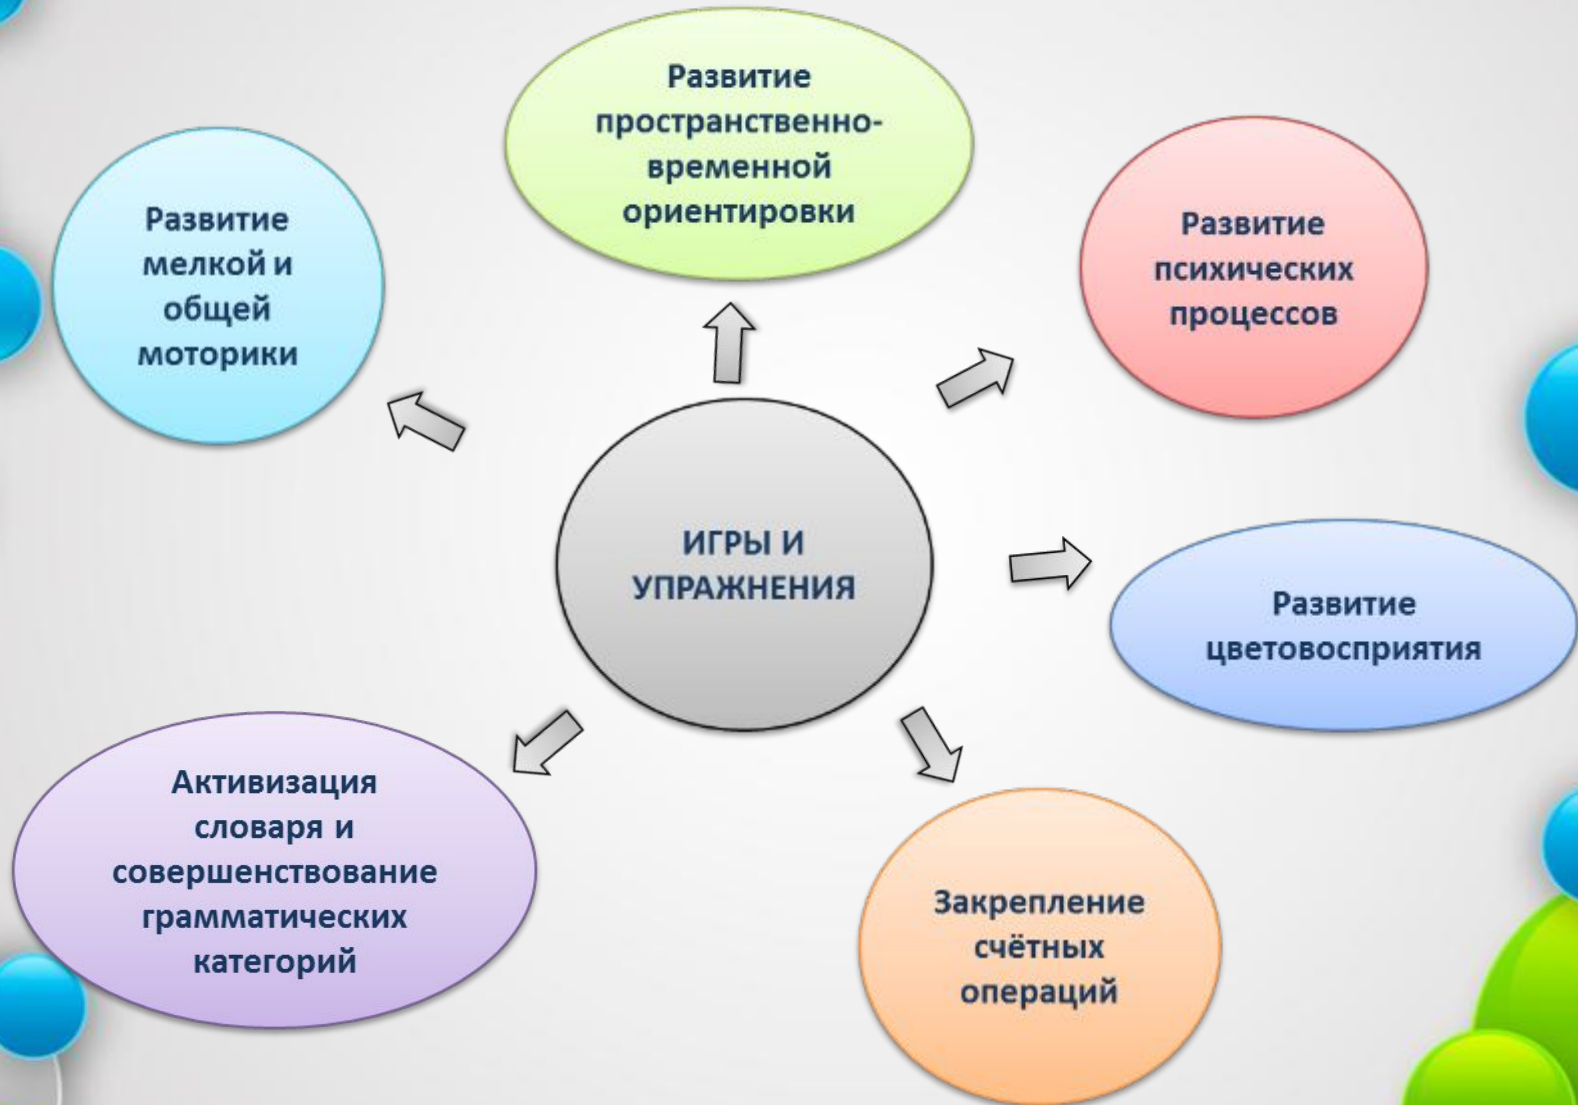 Развитие
пространственно-
временной
ориентировки
Развитие
мелкой и
общей
моторики
Развитие
психических
процессов
ИГРЫ И
УПРАЖНЕНИЯ
Развитие
цветовосприятия
Активизация
словаря и
совершенствование
грамматических
категорий
Закрепление
счётных
операций